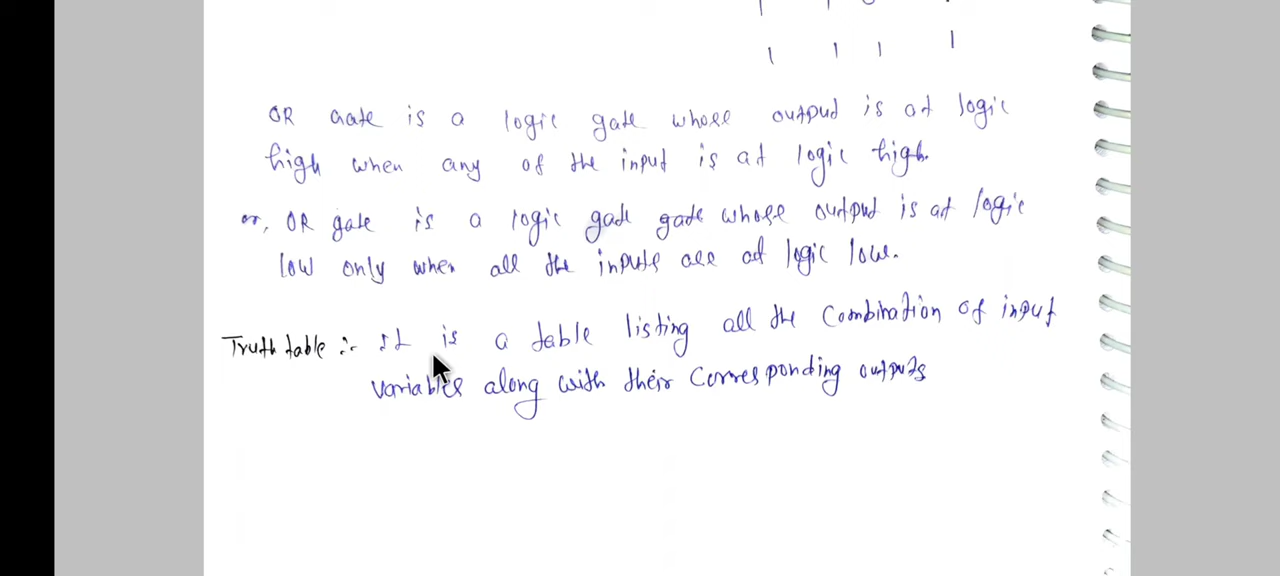 1 1 1 1
OR Gate is a logic gate whose output is at logic
high when any of the input is at logic high.
or, OR gate is a logic gate gate whose output is at logic
low only when all the inputs are at logic low.
Truth table :- It is a table listing all the combination of input
variables along with their corresponding outputs